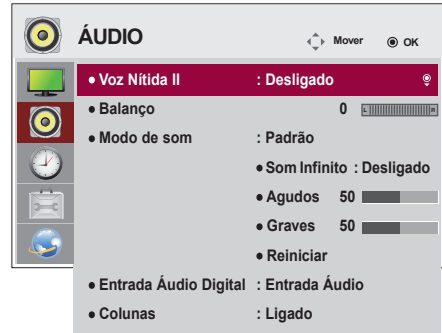 ÁUDIO Mover OK
• Voz Nítida II : Desligado
• Balanço 0 L R
• Modo de som : Padrão
• Som Infinito : Desligado
• Agudos 50
• Graves 50
• Reiniciar
• Entrada Áudio Digital : Entrada Áudio
• Colunas : Ligado